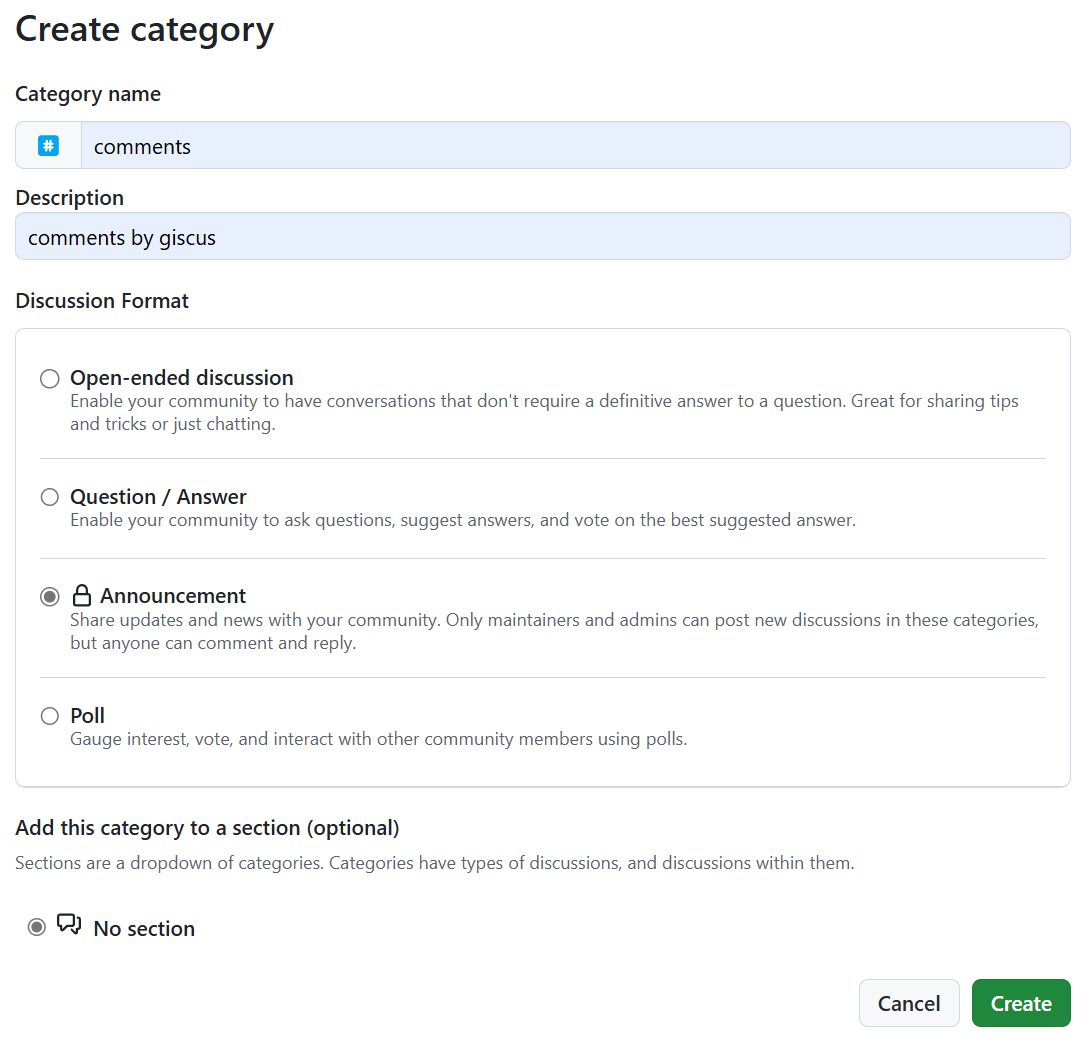 Create category
Category name
# comments
Description
comments by giscus
Discussion Format
Open-ended discussion
Enable your community to have conversations that don't require a definitive answer to a question. Great for sharing tips
and tricks or just chatting.
Question / Answer
Enable your community to ask questions, suggest answers, and vote on the best suggested answer.
Announcement
Share updates and news with your community. Only maintainers and admins can post new discussions in these categories,
but anyone can comment and reply.
Poll
Gauge interest, vote, and interact with other community members using polls.
Add this category to a section (optional)
Sections are a dropdown of categories. Categories have types of discussions, and discussions within them.
No section
Cancel Create